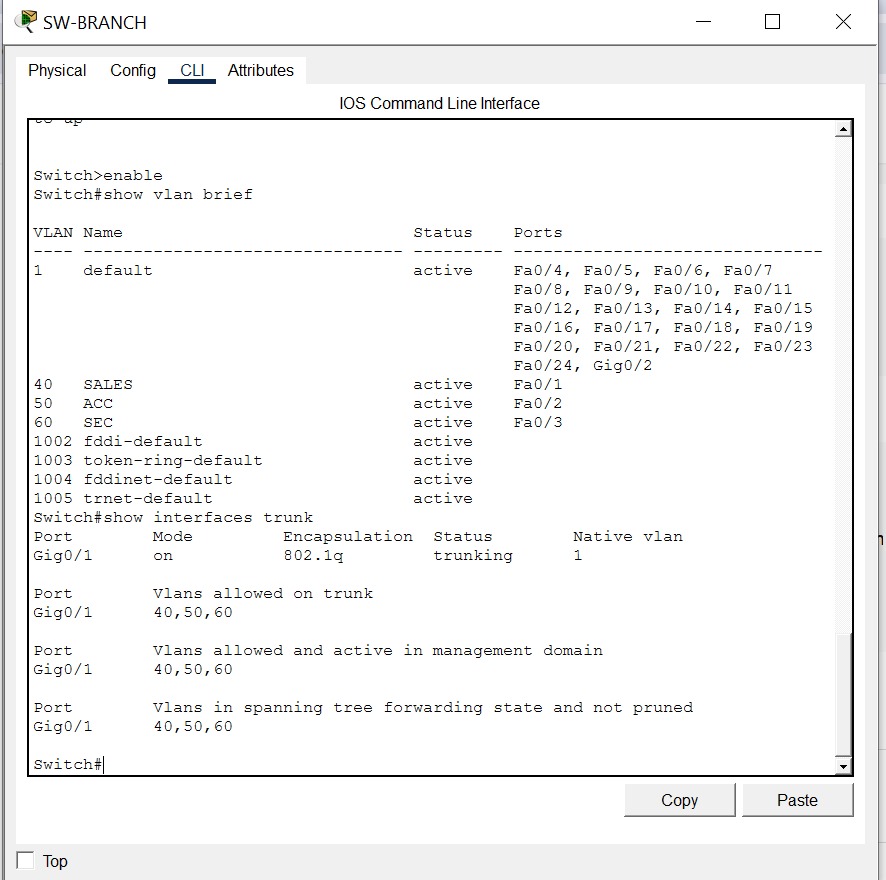 SW-BRANCH
Physical Config CLI Attributes
IOS Command Line Interface
to up
Switch>enable
Switch#show vlan brief
VLAN Name Status Ports
---- -------------------------------- --------- -------------------------------
1 default active Fa0/4, Fa0/5, Fa0/6, Fa0/7
Fa0/8, Fa0/9, Fa0/10, Fa0/11
Fa0/12, Fa0/13, Fa0/14, Fa0/15
Fa0/16, Fa0/17, Fa0/18, Fa0/19
Fa0/20, Fa0/21, Fa0/22, Fa0/23
Fa0/24, Gig0/2
40 SALES active Fa0/1
50 ACC active Fa0/2
60 SEC active Fa0/3
1002 fddi-default active
1003 token-ring-default active
1004 fddinet-default active
1005 trnet-default active
Switch#show interfaces trunk
Port Mode Encapsulation Status Native vlan
Gig0/1 on 802.1q trunking 1
Port Vlans allowed on trunk
Gig0/1 40,50,60
Port Vlans allowed and active in management domain
Gig0/1 40,50,60
Port Vlans in spanning tree forwarding state and not pruned
Gig0/1 40,50,60
Switch#
Copy Paste
Top